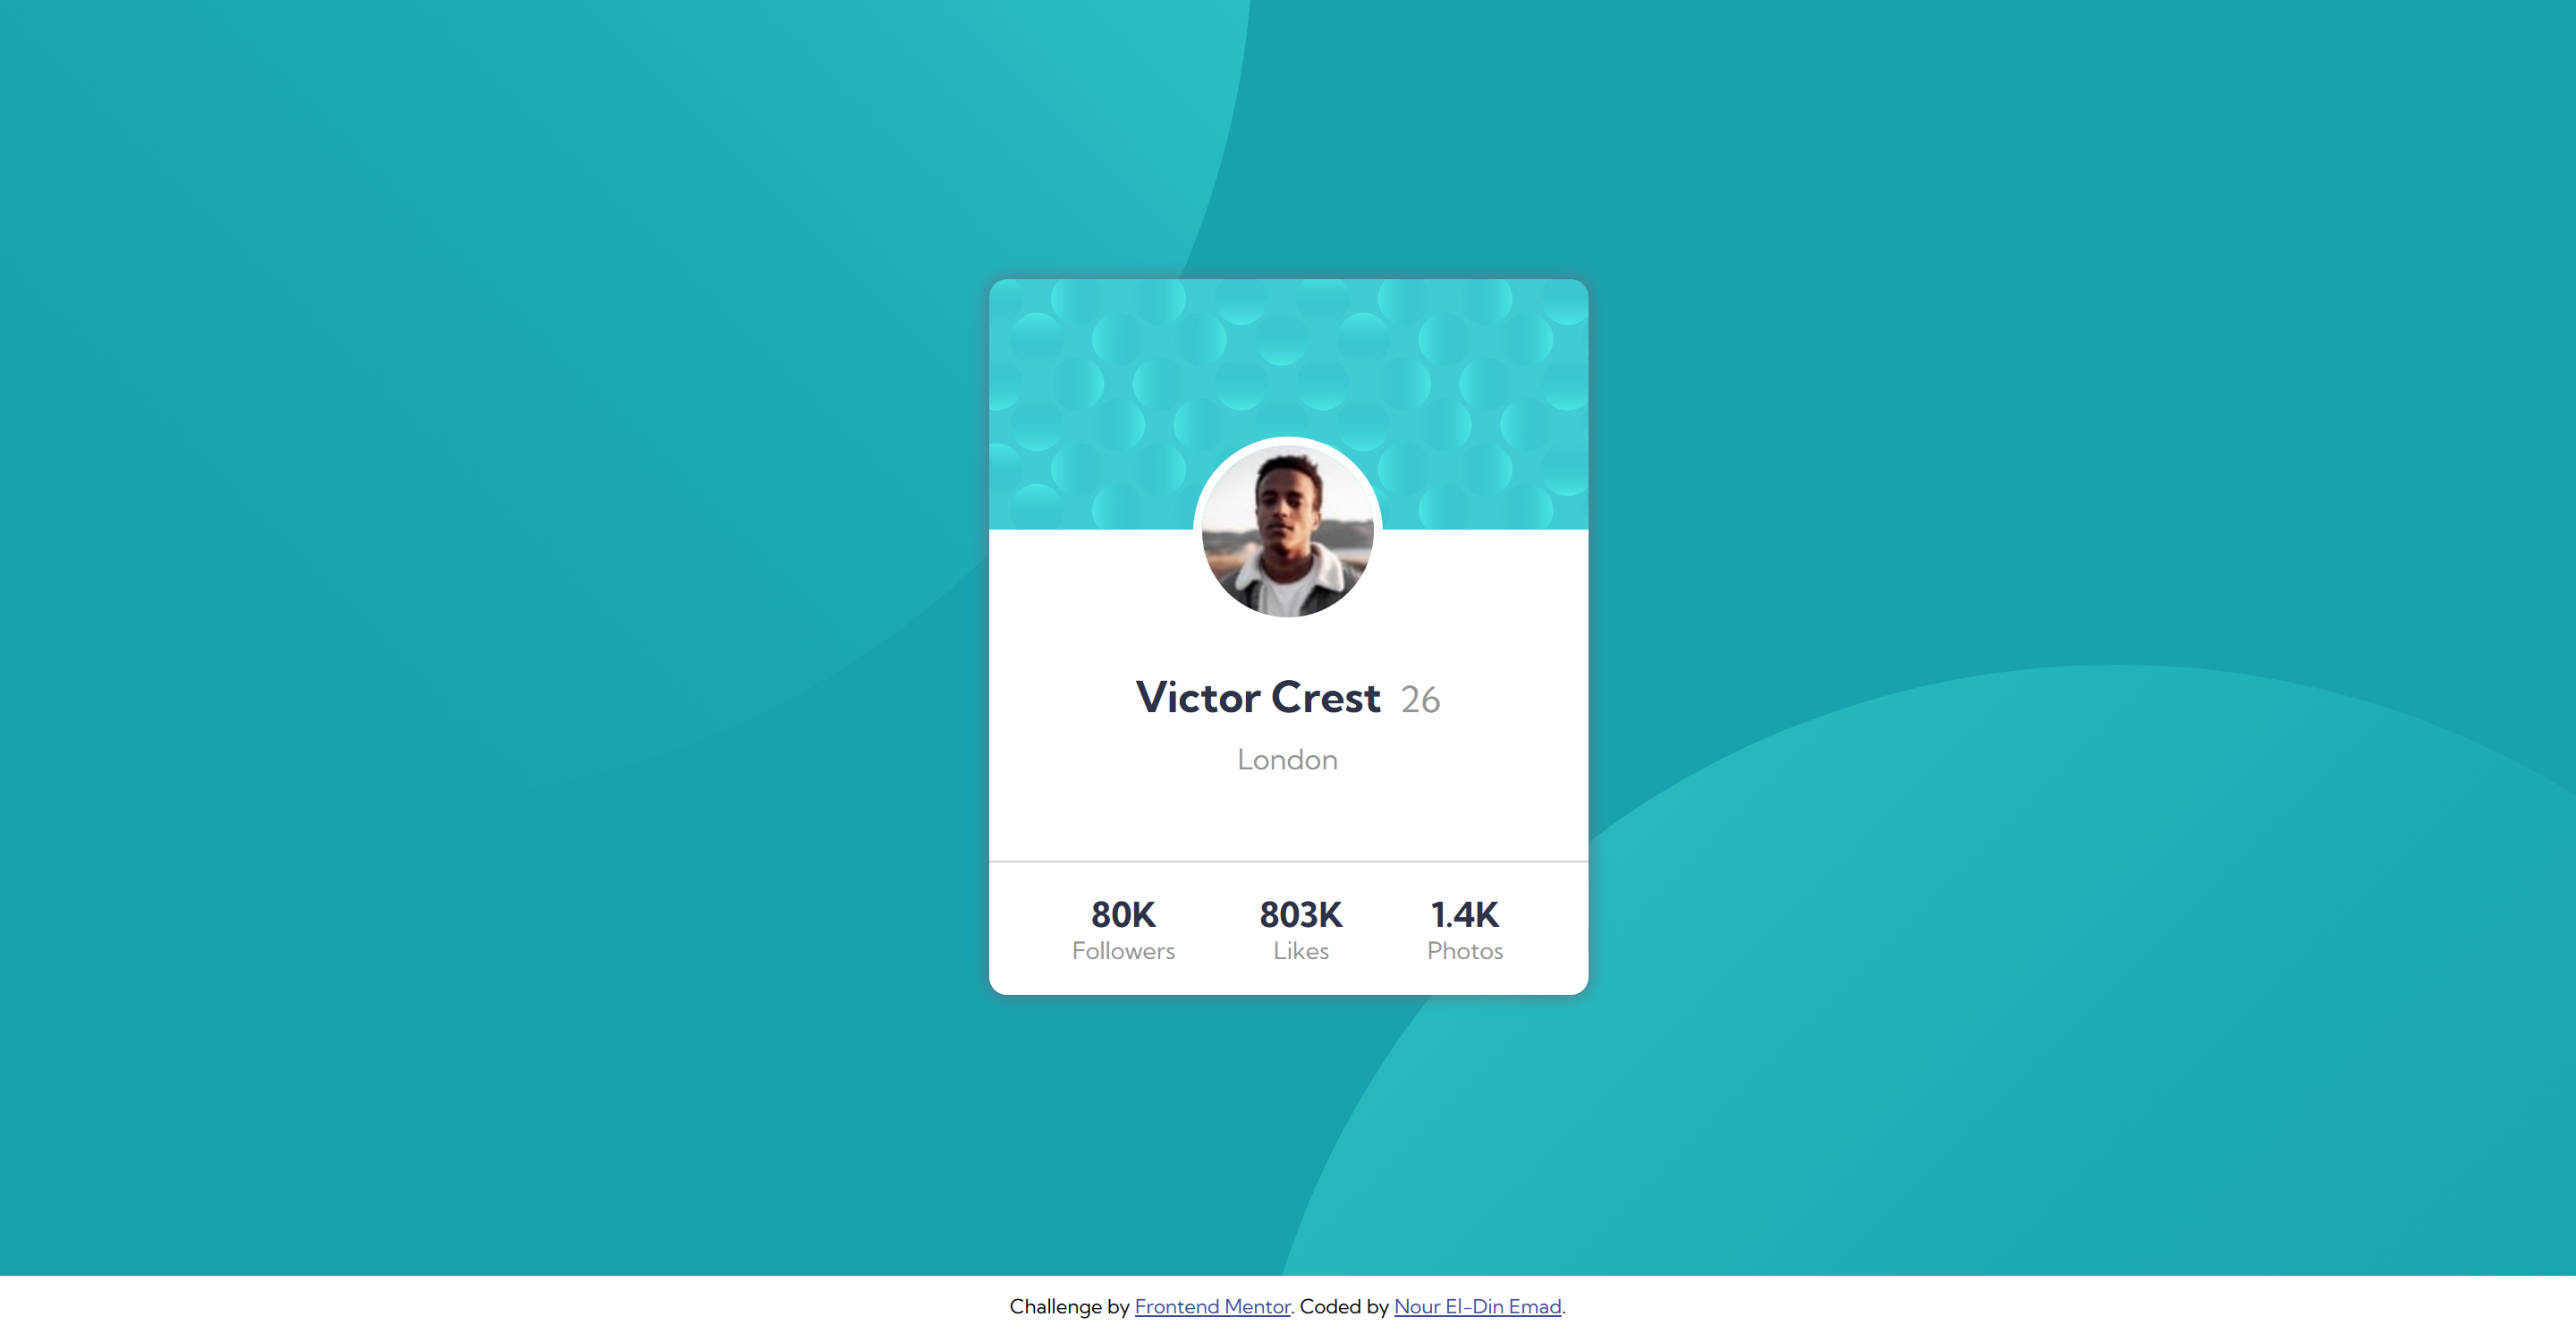 Victor Crest 26
London
80K 803K 1.4K
Followers Likes Photos
Challenge by Frontend Mentor. Coded by Nour El-Din Emad.